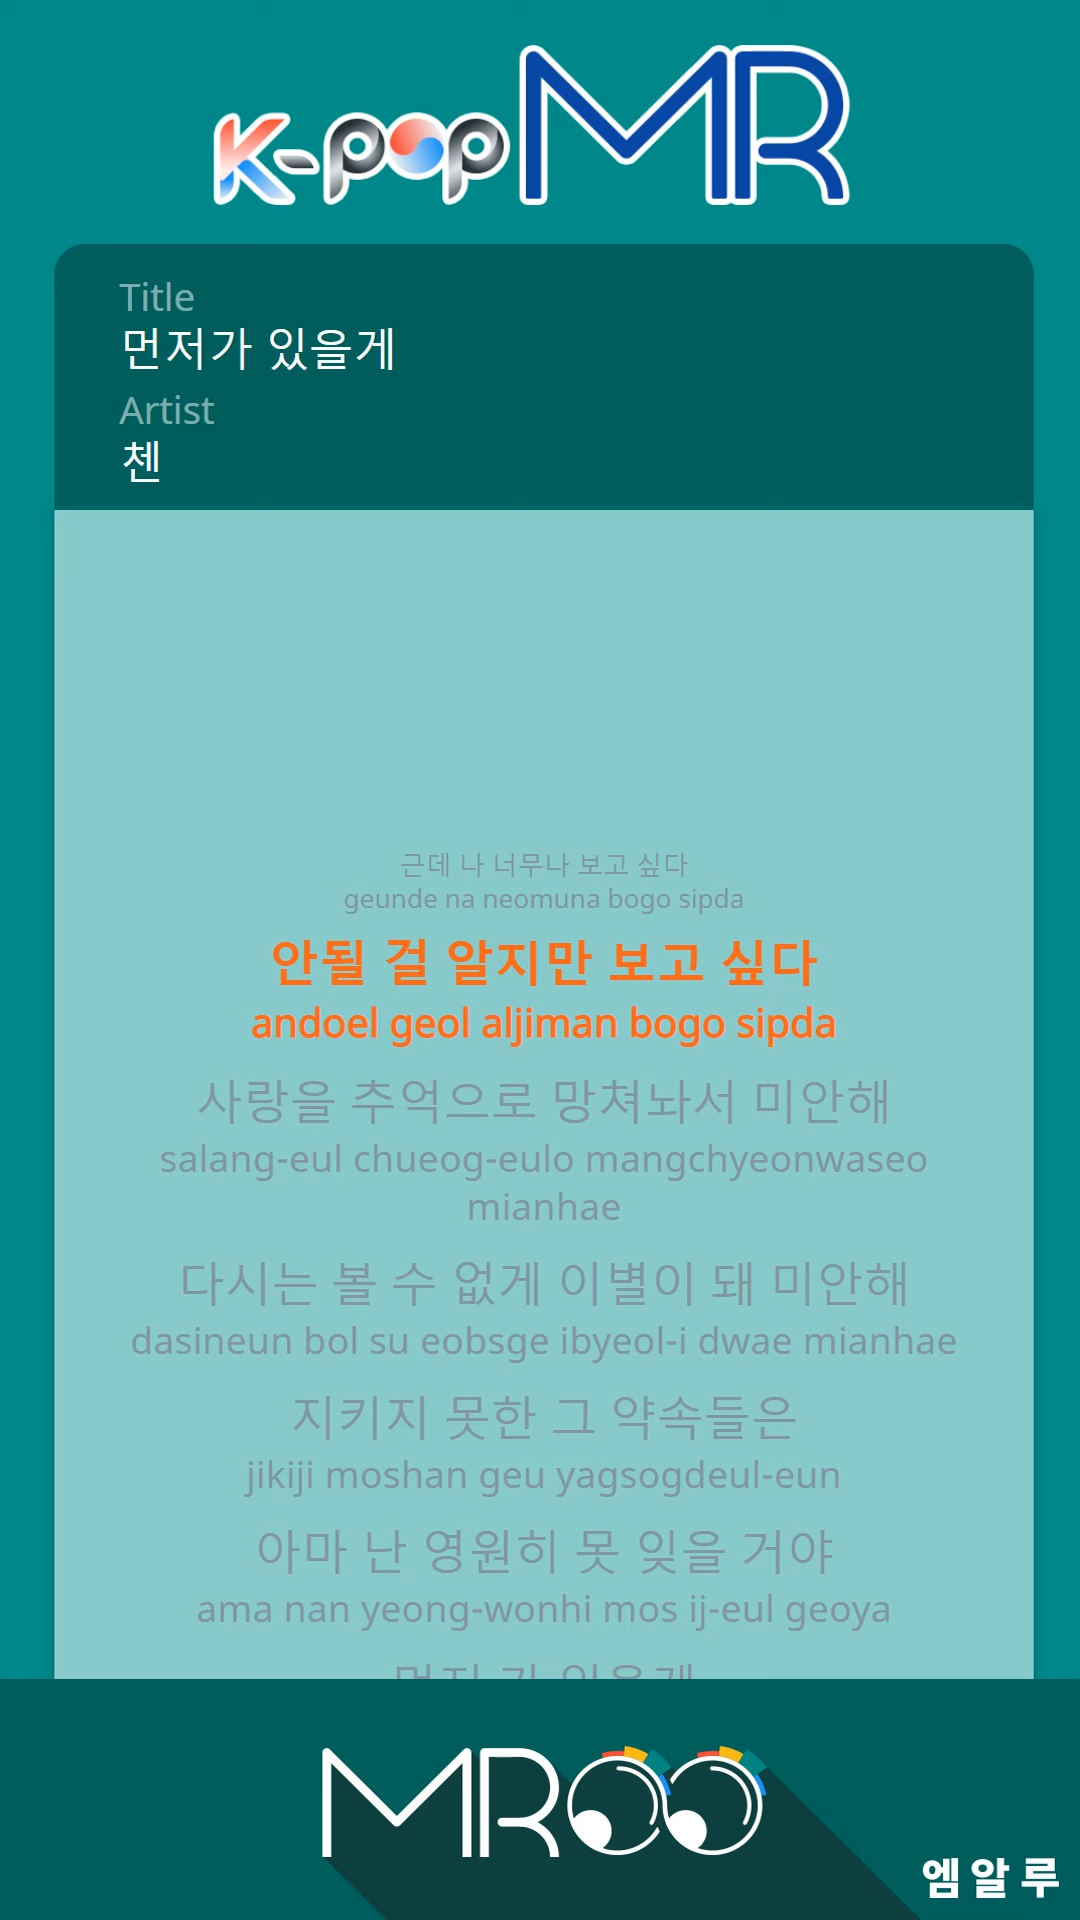 K-pop MR
Title
먼저가 있을게
Artist
첸
근데 나 너무나 보고 싶다
geunde na neomuna bogo sipda
안될 걸 알지만 보고 싶다
andoel geol aljiman bogo sipda
사랑을 추억으로 망쳐놔서 미안해
salang-eul chueog-eulo mangchyeonwaseo
mianhae
다시는 볼 수 없게 이별이 돼 미안해
dasineun bol su eobsge ibyeol-i dwae mianhae
지키지 못한 그 약속들은
jikiji moshan geu yagsogdeul-eun
아마 난 영원히 못 잊을 거야
ama nan yeong-wonhi mos ij-eul geoya
MROO
엠알루